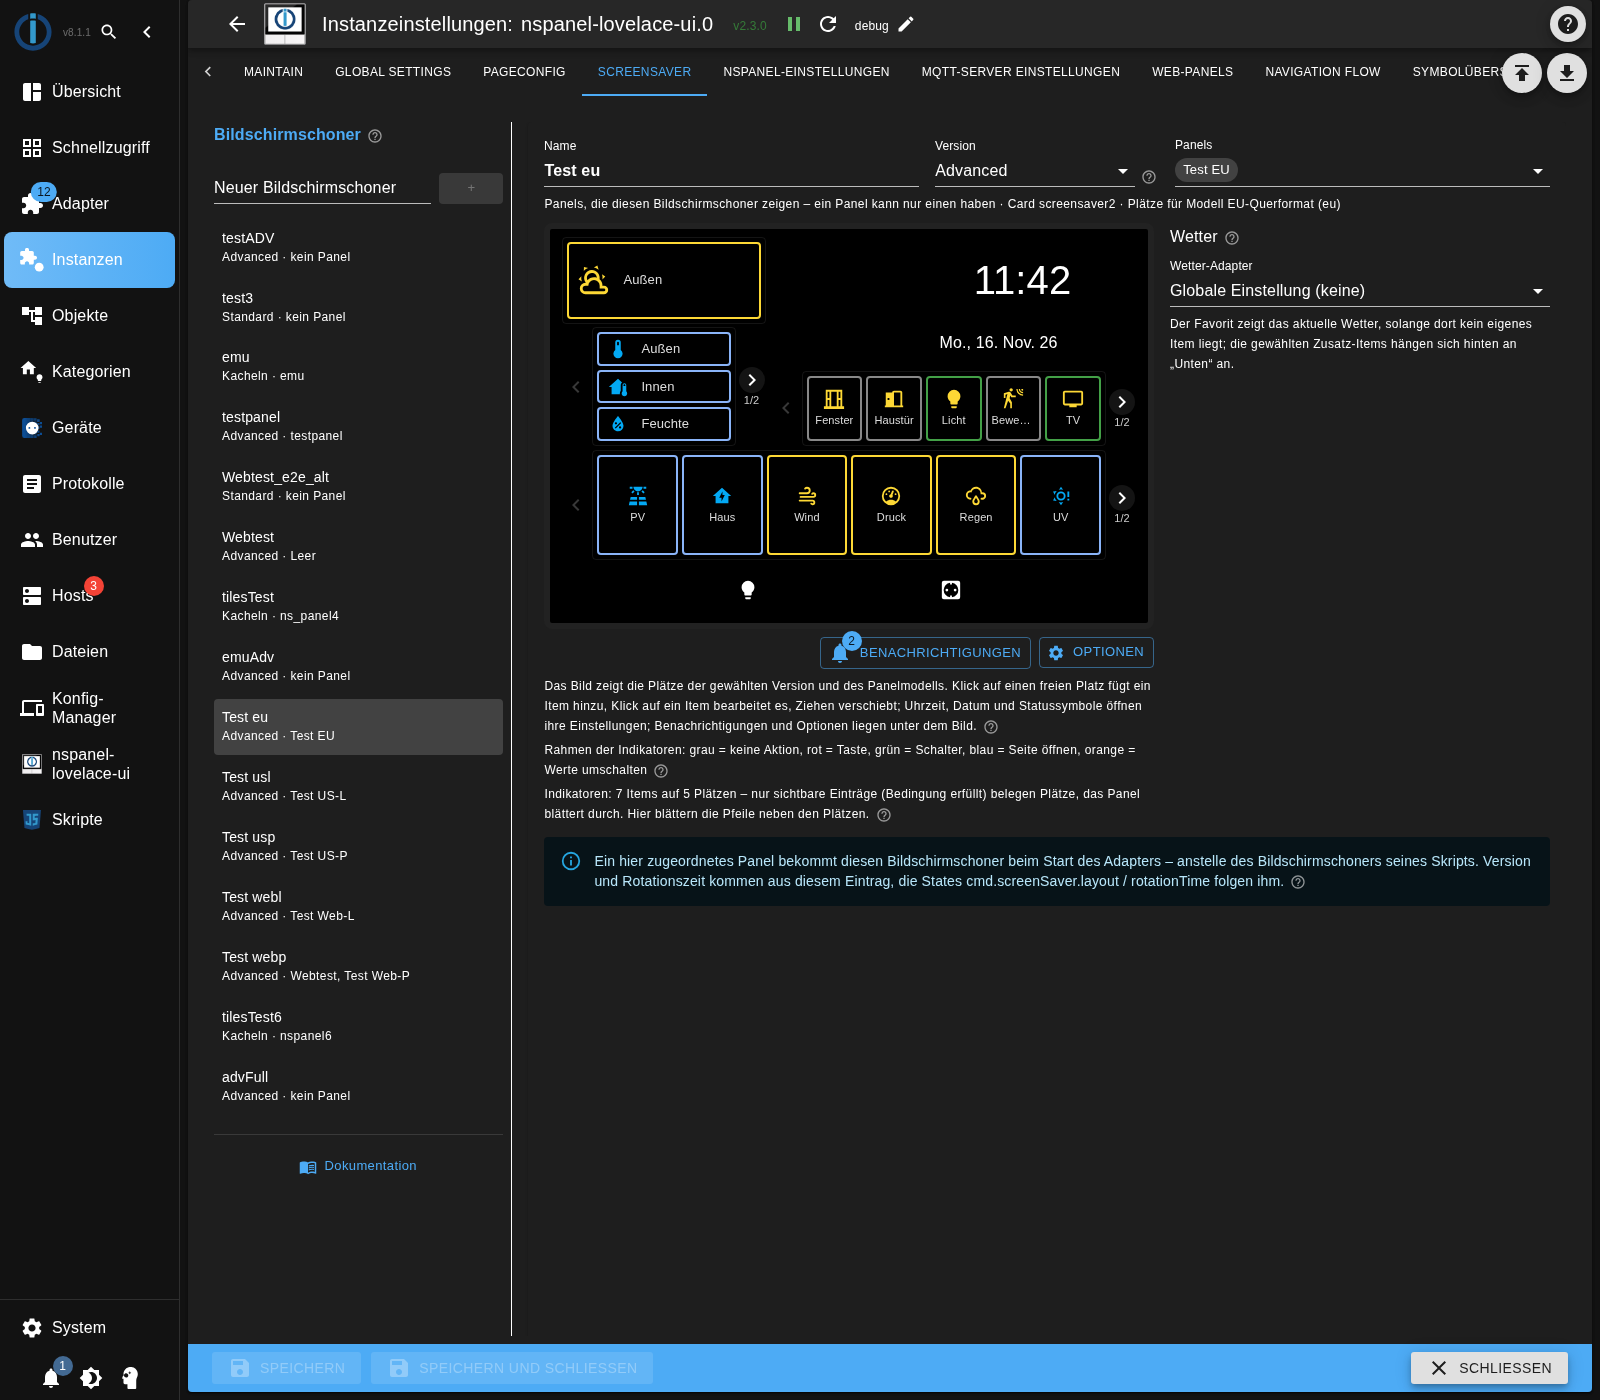 v8.1.1
Übersicht
Schnellzugriff
12
Adapter
Instanzen
Objekte
Kategorien
Geräte
Protokolle
Benutzer
Hosts
3
Dateien
Konfig-
Manager
nspanel-
lovelace-ui
Skripte
System
1
Instanzeinstellungen: nspanel-lovelace-ui.0
v2.3.0
debug
MAINTAIN
GLOBAL SETTINGS
PAGECONFIG
SCREENSAVER
NSPANEL-EINSTELLUNGEN
MQTT-SERVER EINSTELLUNGEN
WEB-PANELS
NAVIGATION FLOW
SYMBOLÜBERS
Bildschirmschoner
Neuer Bildschirmschoner
+
testADV
Advanced · kein Panel
test3
Standard · kein Panel
emu
Kacheln · emu
testpanel
Advanced · testpanel
Webtest_e2e_alt
Standard · kein Panel
Webtest
Advanced · Leer
tilesTest
Kacheln · ns_panel4
emuAdv
Advanced · kein Panel
Test eu
Advanced · Test EU
Test usl
Advanced · Test US-L
Test usp
Advanced · Test US-P
Test webl
Advanced · Test Web-L
Test webp
Advanced · Webtest, Test Web-P
tilesTest6
Kacheln · nspanel6
advFull
Advanced · kein Panel
Dokumentation
Name
Test eu
Version
Advanced
Panels
Test EU
Panels, die diesen Bildschirmschoner zeigen – ein Panel kann nur einen haben · Card screensaver2 · Plätze für Modell EU-Querformat (eu)
Außen
11:42
Mo., 16. Nov. 26
Außen
Innen
Feuchte
1/2
Fenster
Haustür
Licht
Bewe…
TV
1/2
PV
Haus
Wind
Druck
Regen
UV
1/2
2
BENACHRICHTIGUNGEN
OPTIONEN
Das Bild zeigt die Plätze der gewählten Version und des Panelmodells. Klick auf einen freien Platz fügt ein
Item hinzu, Klick auf ein Item bearbeitet es, Ziehen verschiebt; Uhrzeit, Datum und Statussymbole öffnen
ihre Einstellungen; Benachrichtigungen und Optionen liegen unter dem Bild.
Rahmen der Indikatoren: grau = keine Aktion, rot = Taste, grün = Schalter, blau = Seite öffnen, orange =
Werte umschalten
Indikatoren: 7 Items auf 5 Plätzen – nur sichtbare Einträge (Bedingung erfüllt) belegen Plätze, das Panel
blättert durch. Hier blättern die Pfeile neben den Plätzen.
Wetter
Wetter-Adapter
Globale Einstellung (keine)
Der Favorit zeigt das aktuelle Wetter, solange dort kein eigenes
Item liegt; die gewählten Zusatz-Items hängen sich hinten an
„Unten“ an.
Ein hier zugeordnetes Panel bekommt diesen Bildschirmschoner beim Start des Adapters – anstelle des Bildschirmschoners seines Skripts. Version
und Rotationszeit kommen aus diesem Eintrag, die States cmd.screenSaver.layout / rotationTime folgen ihm.
SPEICHERN
SPEICHERN UND SCHLIESSEN
SCHLIESSEN